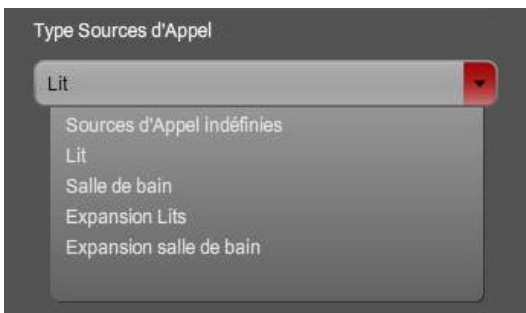 Type Sources d'Appel
Lit
Sources d'Appel indéfinies
Lit
Salle de bain
Expansion Lits
Expansion salle de bain